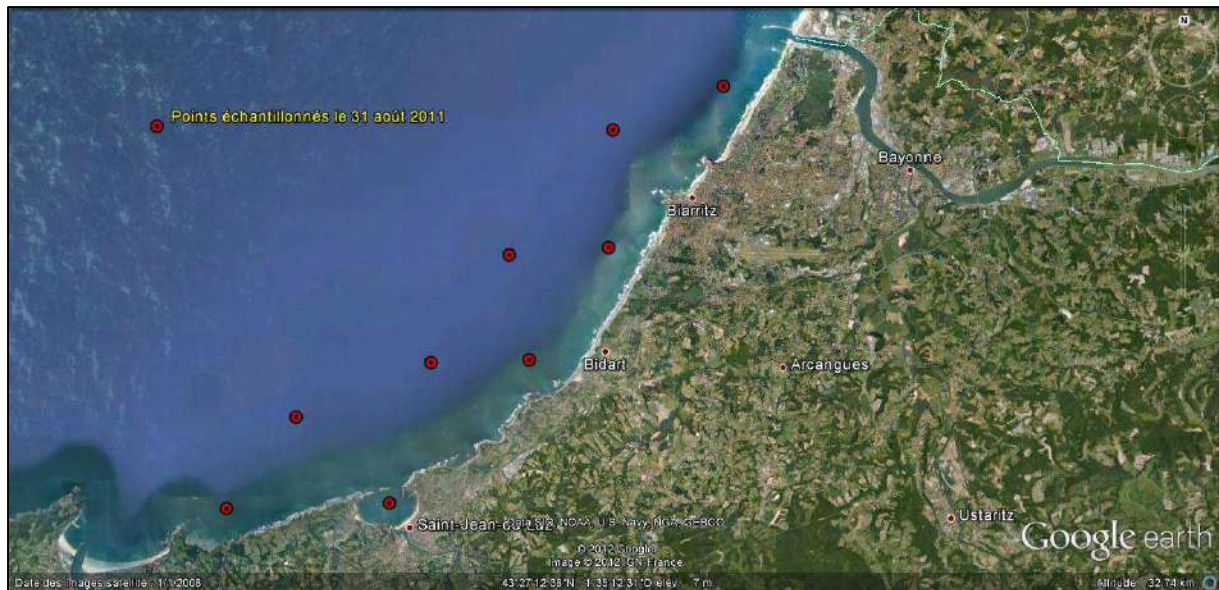 N
Points échantillonnés le 31 août 2011
Bayonne
Biarritz
Bidart
Arcangues
Saint-Jean-de-Luz
Data SIO, NOAA, U.S. Navy, NGA, GEBCO
Ustaritz
Google earth
© 2012 Google
Image © 2012 IGN-France
Date des images satellite : 1/1/2006
43°27'12.38"N 1°35'12.31"O élév. 7 m
Altitude 32.74 km